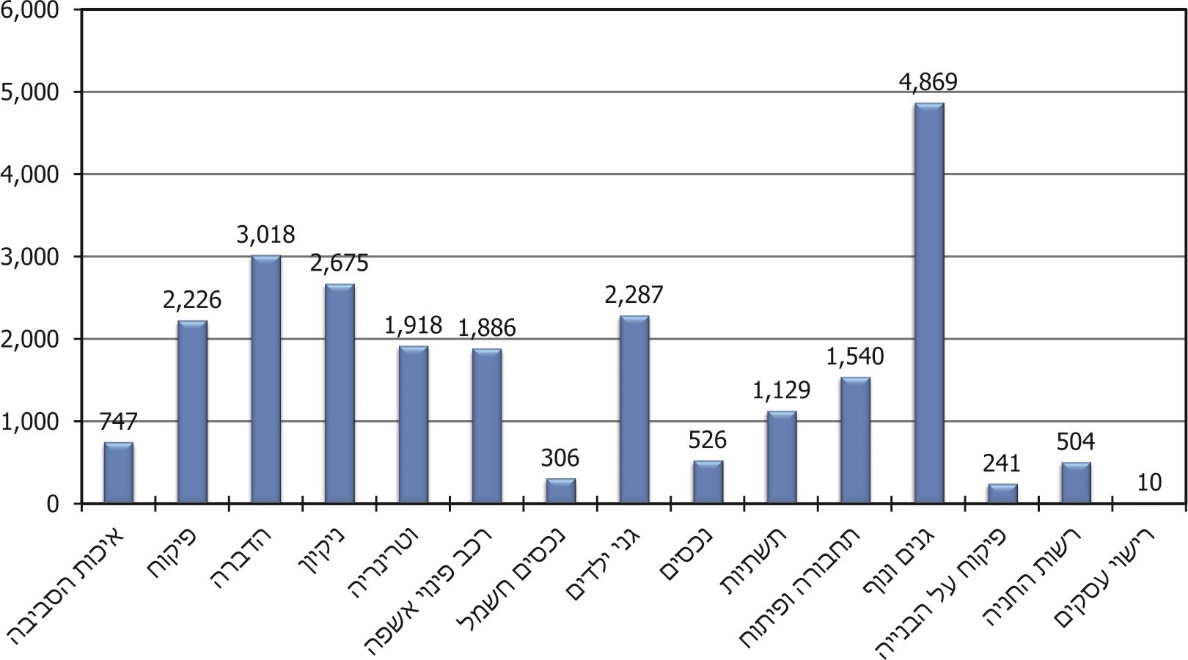 6,000
5,000
4,000
3,000
2,000
1,000
0
747
2,226
3,018
2,675
1,918
1,886
306
2,287
526
1,129
1,540
4,869
241
504
10
איכות הסביבה
פיקוח
הדברה
ניקיון
וטרינריה
רכב פינוי אשפה
נכסים חשמל
גני ילדים
נכסים
תשתיות
תחבורה ופיתוח
גנים ונוף
פיקוח על הבנייה
רשות החניה
רישוי עסקים